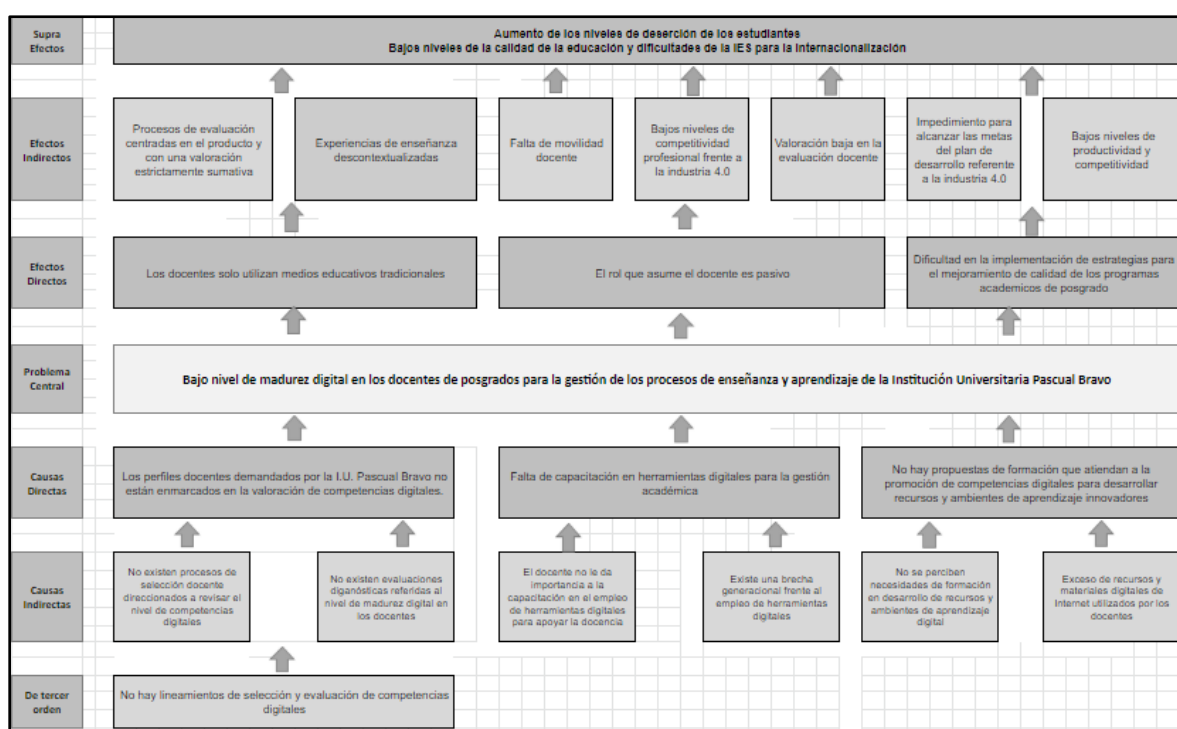 Supra
Efectos
Aumento de los niveles de deserción de los estudiantes
Bajos niveles de la calidad de la educación y dificultades de la IES para la Internacionalización
Efectos
Indirectos
Procesos de evaluación
centradas en el producto y
con una valoración
estrictamente sumativa
Experiencias de enseñanza
descontextualizadas
Falta de movilidad
docente
Bajos niveles de
competitividad
profesional frente a
la industria 4.0
Valoración baja en la
evaluación docente
Impedimento para
alcanzar las metas
del plan de
desarrollo referente
a la industria 4.0
Bajos niveles de
productividad y
competitividad
Efectos
Directos
Los docentes solo utilizan medios educativos tradicionales
El rol que asume el docente es pasivo
Dificultad en la implementación de estrategias para
el mejoramiento de calidad de los programas
academicos de posgrado
Problema
Central
Bajo nivel de madurez digital en los docentes de posgrados para la gestión de los procesos de enseñanza y aprendizaje de la Institución Universitaria Pascual Bravo
Causas
Directas
Los perfiles docentes demandados por la I.U. Pascual Bravo no
están enmarcados en la valoración de competencias digitales.
Falta de capacitación en herramientas digitales para la gestión
académica
No hay propuestas de formación que atiendan a la
promoción de competencias digitales para desarrollar
recursos y ambientes de aprendizaje innovadores
Causas
Indirectas
No existen procesos de
selección docente
direccionados a revisar el
nivel de competencias
digitales
No existen evaluaciones
diganósticas referidas al
nivel de madurez digital en
los docentes
El docente no le da
importancia a la
capacitación en el empleo
de herramientas digitales
para apoyar la docencia
Existe una brecha
generacional frente al
empleo de herramientas
digitales
No se perciben
necesidades de formación
en desarrollo de recursos y
ambientes de aprendizaje
digital
Exceso de recursos y
materiales digitales de
Internet utilizados por los
docentes
De tercer
orden
No hay lineamientos de selección y evaluación de competencias
digitales